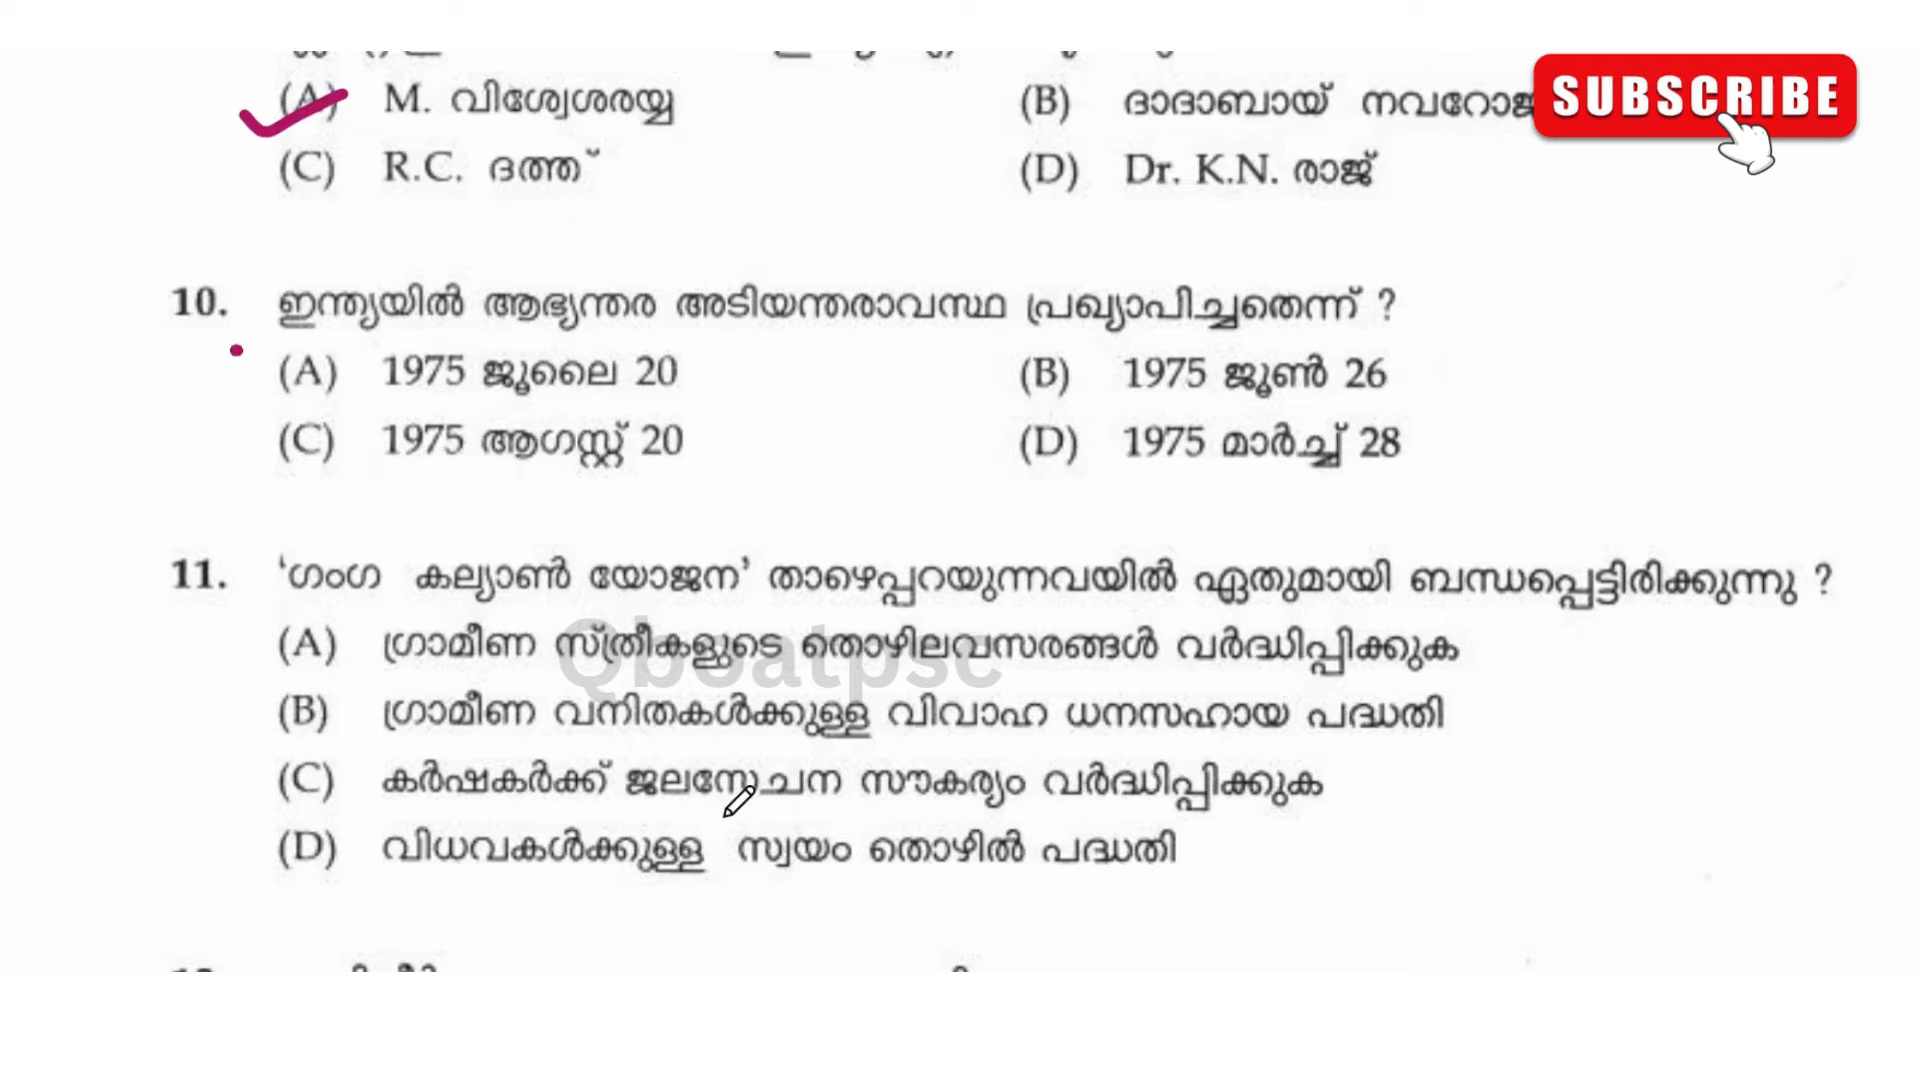 (A) M. വിശ്വേശരയ്യ (B) ദാദാബായ് നവറോജി
SUBSCRIBE
(C) R.C. ദത്ത് (D) Dr. K.N. രാജ്
10. ഇന്ത്യയിൽ ആഭ്യന്തര അടിയന്തരാവസ്ഥ പ്രഖ്യാപിച്ചതെന്ന് ?
(A) 1975 ജൂലൈ 20 (B) 1975 ജൂൺ 26
(C) 1975 ആഗസ്റ്റ് 20 (D) 1975 മാർച്ച് 28
11. ‘ഗംഗ കല്യാൺ യോജന’ താഴെപ്പറയുന്നവയിൽ ഏതുമായി ബന്ധപ്പെട്ടിരിക്കുന്നു ?
(A) ഗ്രാമീണ സ്ത്രീകളുടെ തൊഴിലവസരങ്ങൾ വർദ്ധിപ്പിക്കുക
Qboatpsc
(B) ഗ്രാമീണ വനിതകൾക്കുള്ള വിവാഹ ധനസഹായ പദ്ധതി
(C) കർഷകർക്ക് ജലസേചന സൗകര്യം വർദ്ധിപ്പിക്കുക
(D) വിധവകൾക്കുള്ള സ്വയം തൊഴിൽ പദ്ധതി